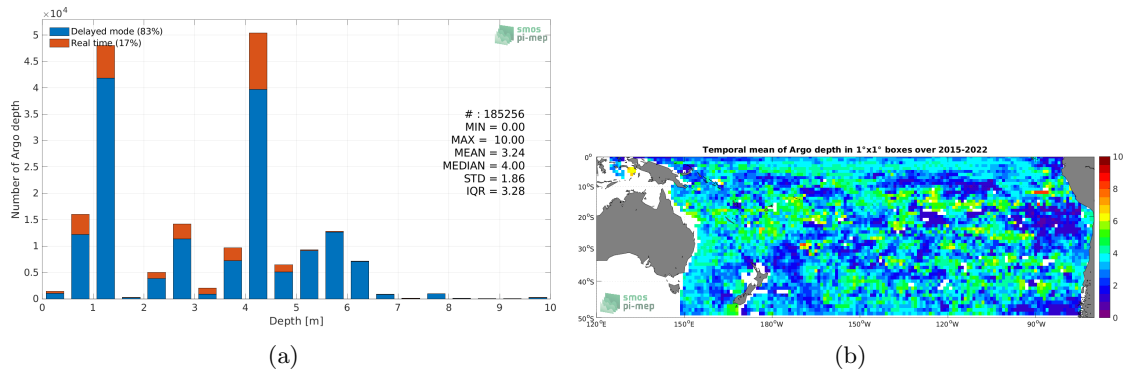 ×10⁴
Delayed mode (83%)
Real time (17%)
smos
pi-mep
5
4.5
4
3.5
3
2.5
2
1.5
1
0.5
0
Number of Argo depth
# : 185256
MIN = 0.00
MAX = 10.00
MEAN = 3.24
MEDIAN = 4.00
STD = 1.86
IQR = 3.28
0 1 2 3 4 5 6 7 8 9 10
Depth [m]
(a)
Temporal mean of Argo depth in 1°x1° boxes over 2015-2022
0°
10°S
20°S
30°S
40°S
50°S
smos
pi-mep
120°E 150°E 180°W 150°W 120°W 90°W
10
8
6
4
2
0
(b)